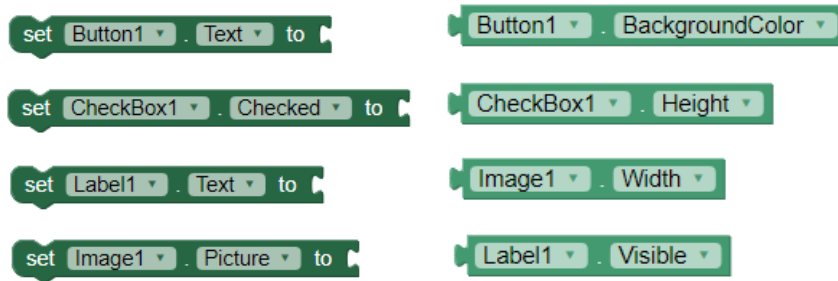 set Button1 . Text to
Button1 . BackgroundColor
set CheckBox1 . Checked to
CheckBox1 . Height
set Label1 . Text to
Image1 . Width
set Image1 . Picture to
Label1 . Visible